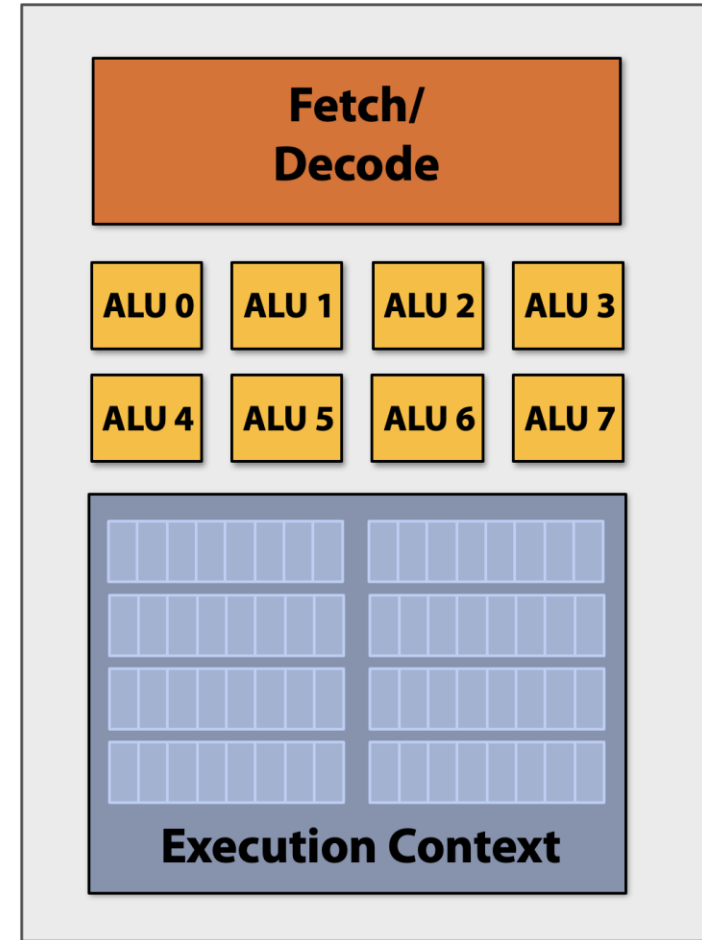 Fetch/
Decode
ALU 0 ALU 1 ALU 2 ALU 3
ALU 4 ALU 5 ALU 6 ALU 7
Execution Context